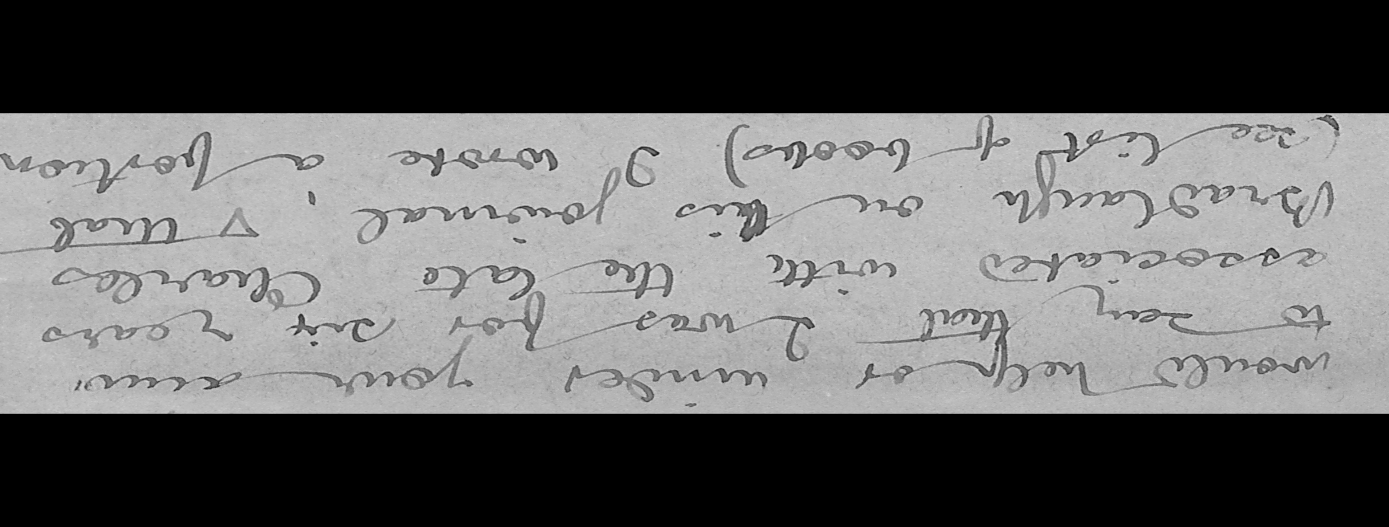 would help or hinder your aim,
to say that I was for six years
associated with the late Charles
Bradlaugh on his journal, & that
(see list of books) I wrote a portion